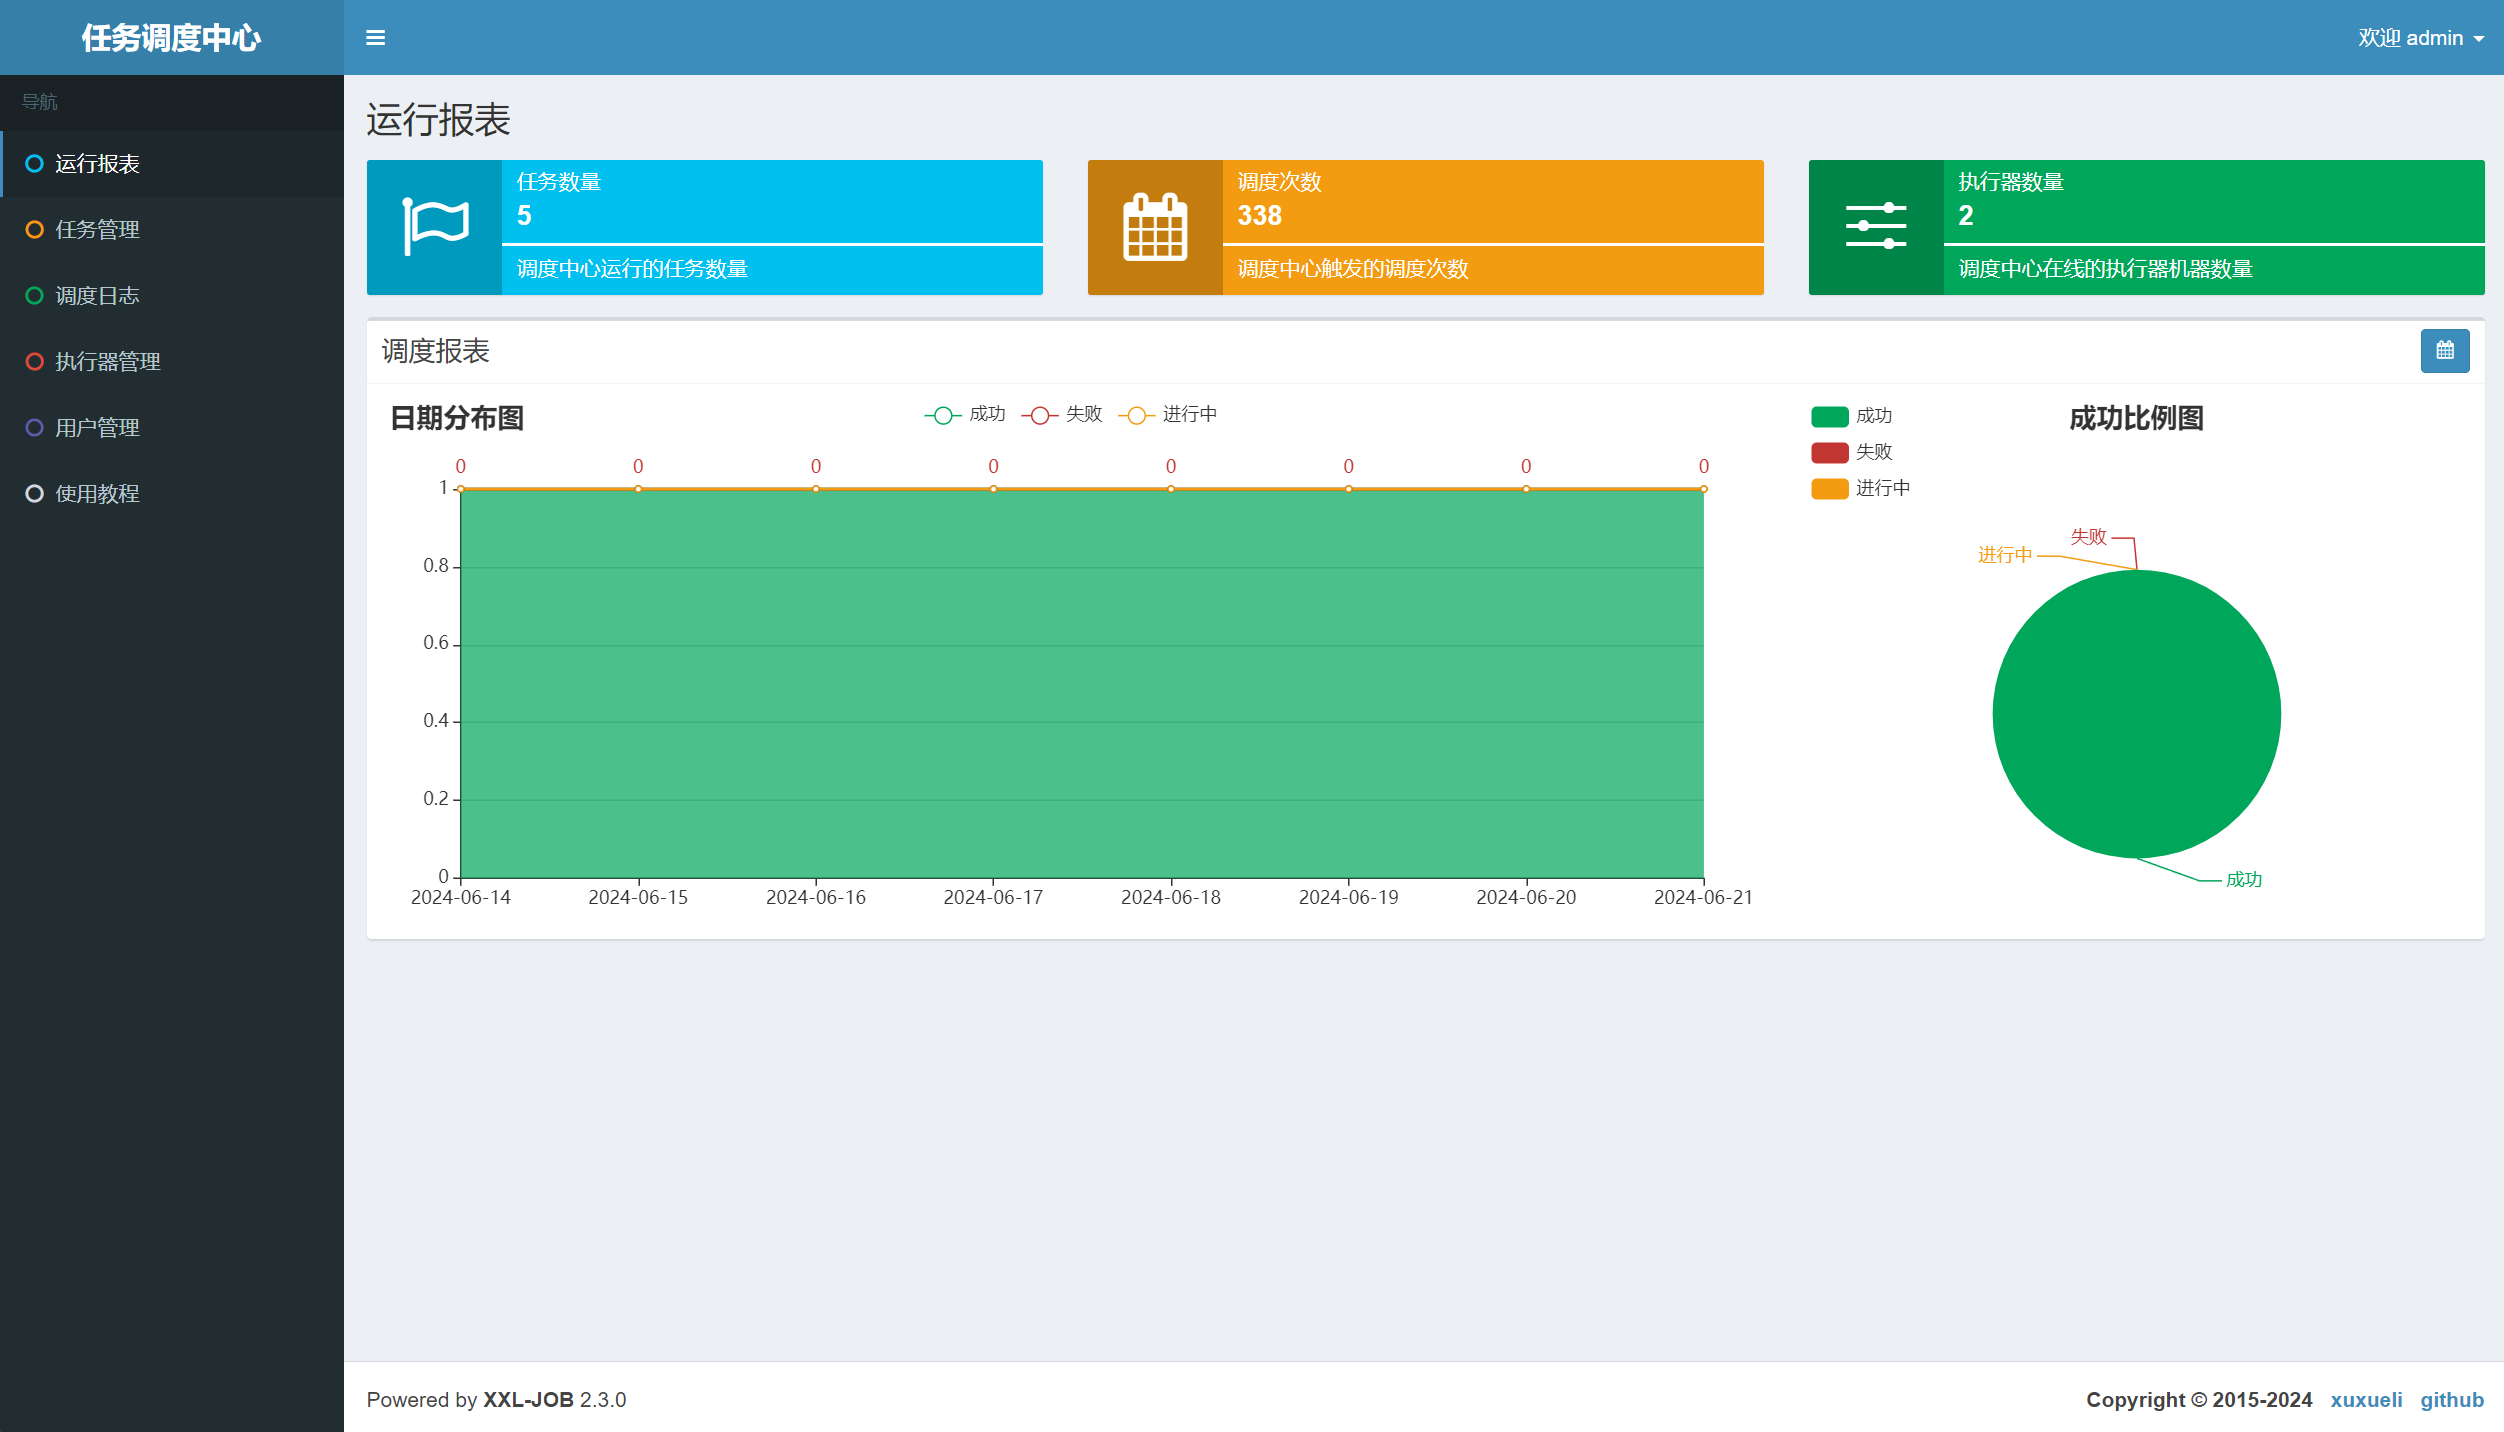 任务调度中心
欢迎 admin
导航
运行报表
任务管理
调度日志
执行器管理
用户管理
使用教程
运行报表
任务数量
5
调度中心运行的任务数量
调度次数
338
调度中心触发的调度次数
执行器数量
2
调度中心在线的执行器机器数量
调度报表
日期分布图
成功 失败 进行中
0 0 0 0 0 0 0 0
1
0.8
0.6
0.4
0.2
0
2024-06-14 2024-06-15 2024-06-16 2024-06-17 2024-06-18 2024-06-19 2024-06-20 2024-06-21
成功
失败
进行中
成功比例图
失败
进行中
成功
Powered by XXL-JOB 2.3.0
Copyright © 2015-2024 xuxueli github